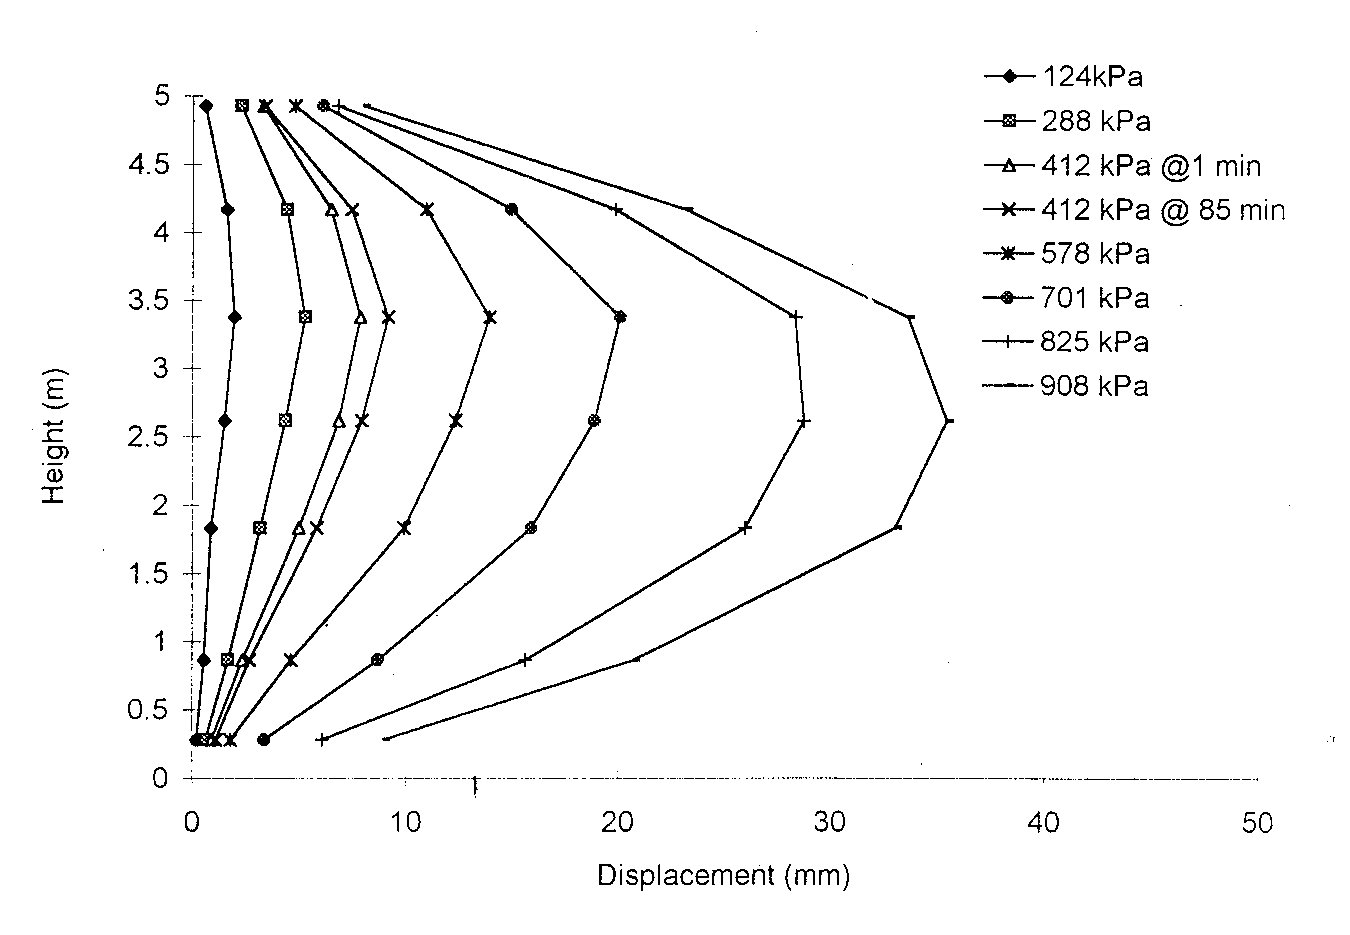 124kPa
288 kPa
412 kPa @1 min
412 kPa @ 85 min
578 kPa
701 kPa
825 kPa
908 kPa
5
4.5
4
3.5
3
2.5
2
1.5
1
0.5
0
Height (m)
0 10 20 30 40 50
Displacement (mm)